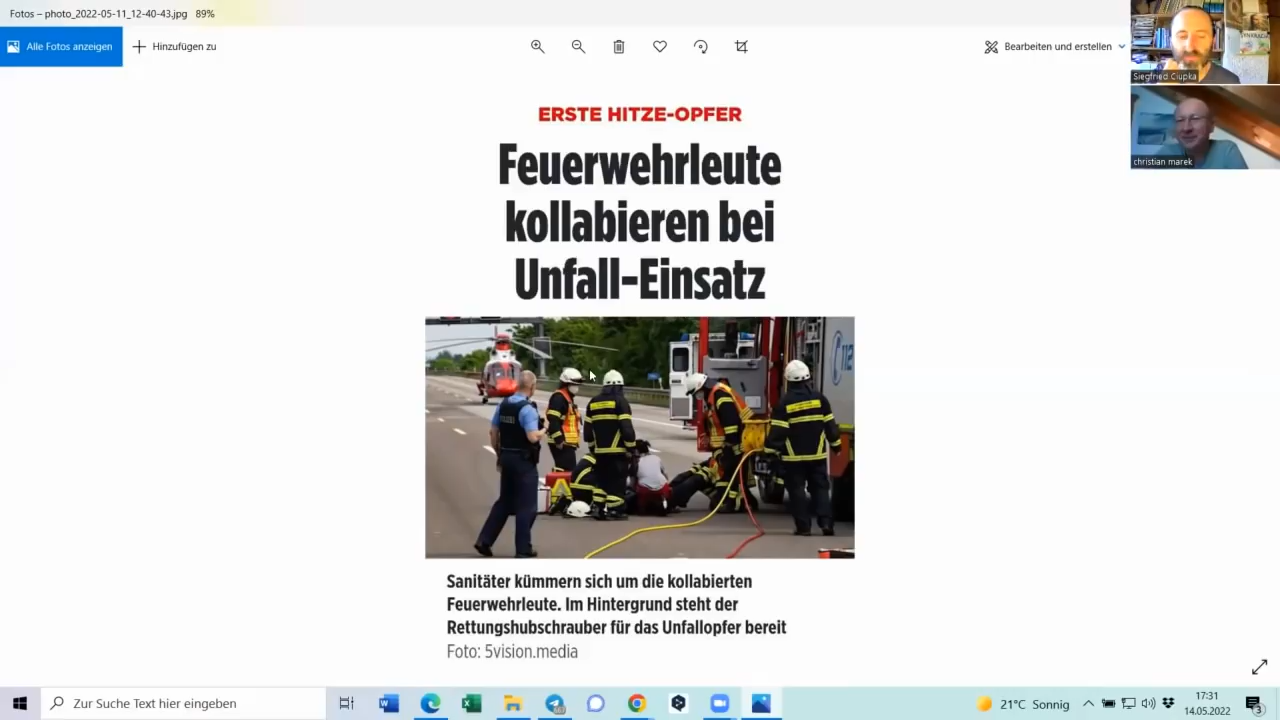 Fotos – photo_2022-05-11_12-40-43.jpg 89%
Alle Fotos anzeigen
Hinzufügen zu
Bearbeiten und erstellen
Siegfried Ciupka
christian marek
ERSTE HITZE-OPFER
Feuerwehrleute
kollabieren bei
Unfall-Einsatz
112
Sanitäter kümmern sich um die kollabierten
Feuerwehrleute. Im Hintergrund steht der
Rettungshubschrauber für das Unfallopfer bereit
Foto: 5vision.media
Zur Suche Text hier eingeben
21°C Sonnig
17:31
14.05.2022
3